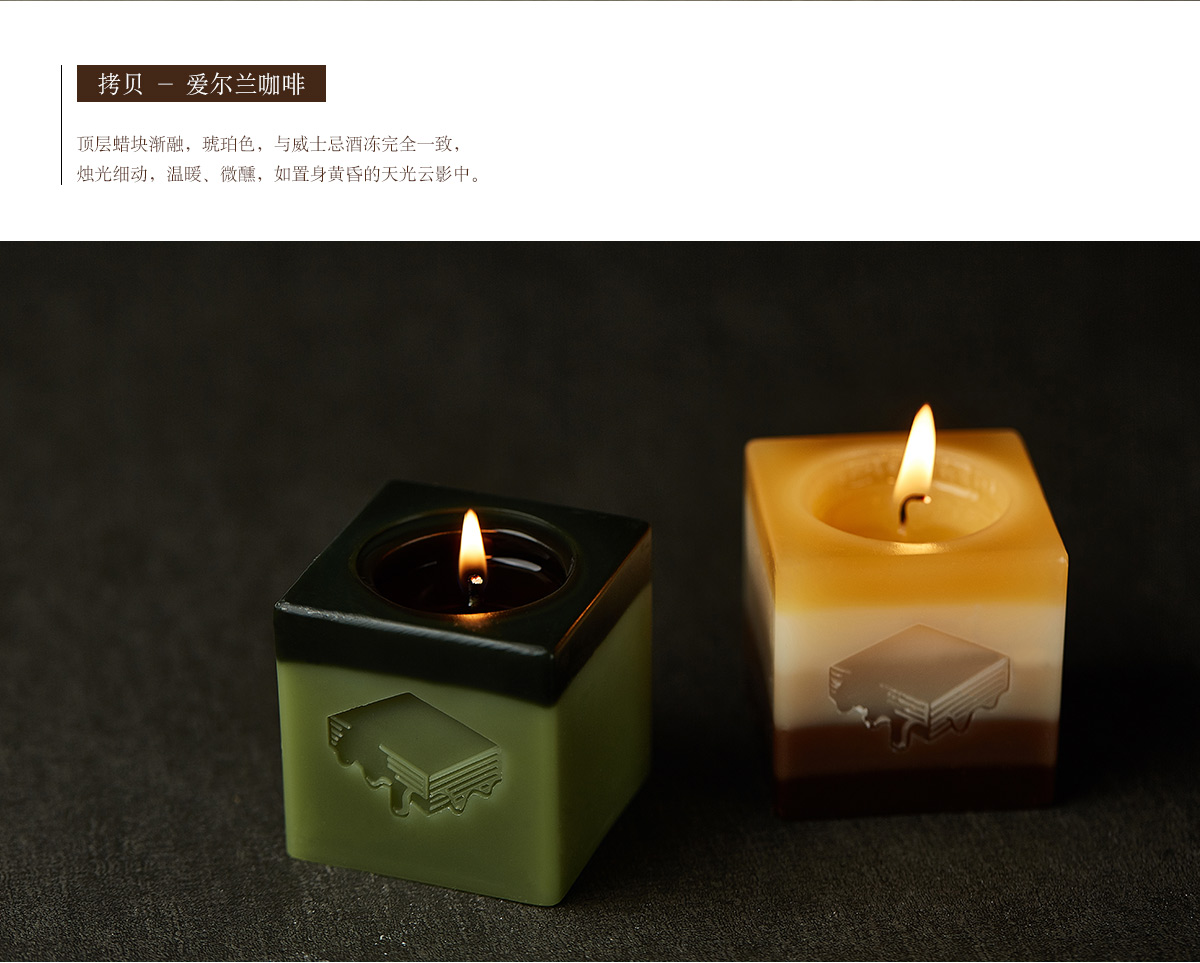 拷贝 － 爱尔兰咖啡
顶层蜡块渐融，琥珀色，与威士忌酒冻完全一致，
烛光细动，温暖、微醺，如置身黄昏的天光云影中。